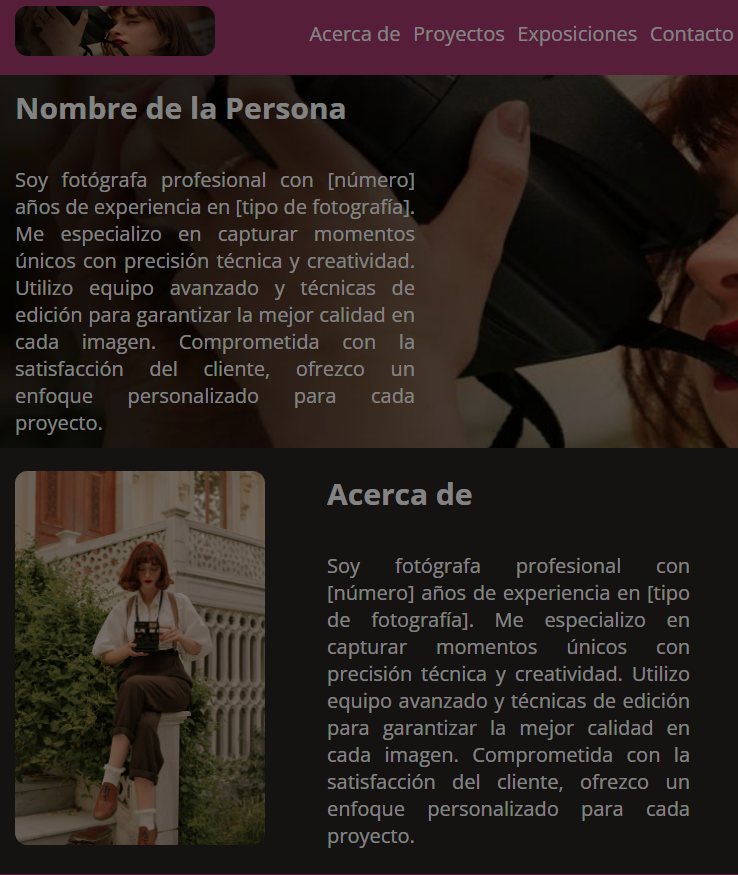 Acerca de Proyectos Exposiciones Contacto
Nombre de la Persona
Soy fotógrafa profesional con [número]
años de experiencia en [tipo de fotografía].
Me especializo en capturar momentos
únicos con precisión técnica y creatividad.
Utilizo equipo avanzado y técnicas de
edición para garantizar la mejor calidad en
cada imagen. Comprometida con la
satisfacción del cliente, ofrezco un
enfoque personalizado para cada
proyecto.
Acerca de
Soy fotógrafa profesional con
[número] años de experiencia en [tipo
de fotografía]. Me especializo en
capturar momentos únicos con
precisión técnica y creatividad. Utilizo
equipo avanzado y técnicas de edición
para garantizar la mejor calidad en
cada imagen. Comprometida con la
satisfacción del cliente, ofrezco un
enfoque personalizado para cada
proyecto.